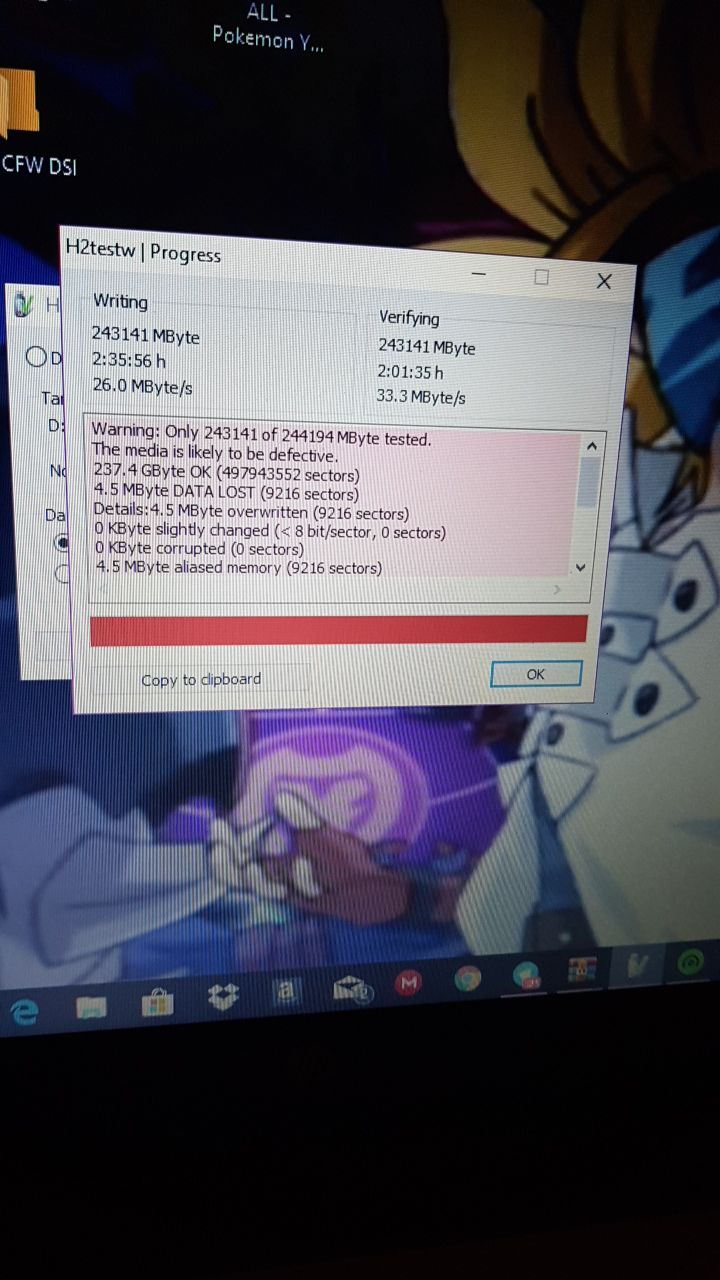 ALL -
Pokemon Y...
CFW DSI
H2testw | Progress
H
Writing
243141 MByte
2:35:56 h
26.0 MByte/s
Verifying
243141 MByte
2:01:35 h
33.3 MByte/s
D
Tar
D:
No
Da
Warning: Only 243141 of 244194 MByte tested.
The media is likely to be defective.
237.4 GByte OK (497943552 sectors)
4.5 MByte DATA LOST (9216 sectors)
Details:4.5 MByte overwritten (9216 sectors)
0 KByte slightly changed (< 8 bit/sector, 0 sectors)
0 KByte corrupted (0 sectors)
4.5 MByte aliased memory (9216 sectors)
Copy to clipboard
OK